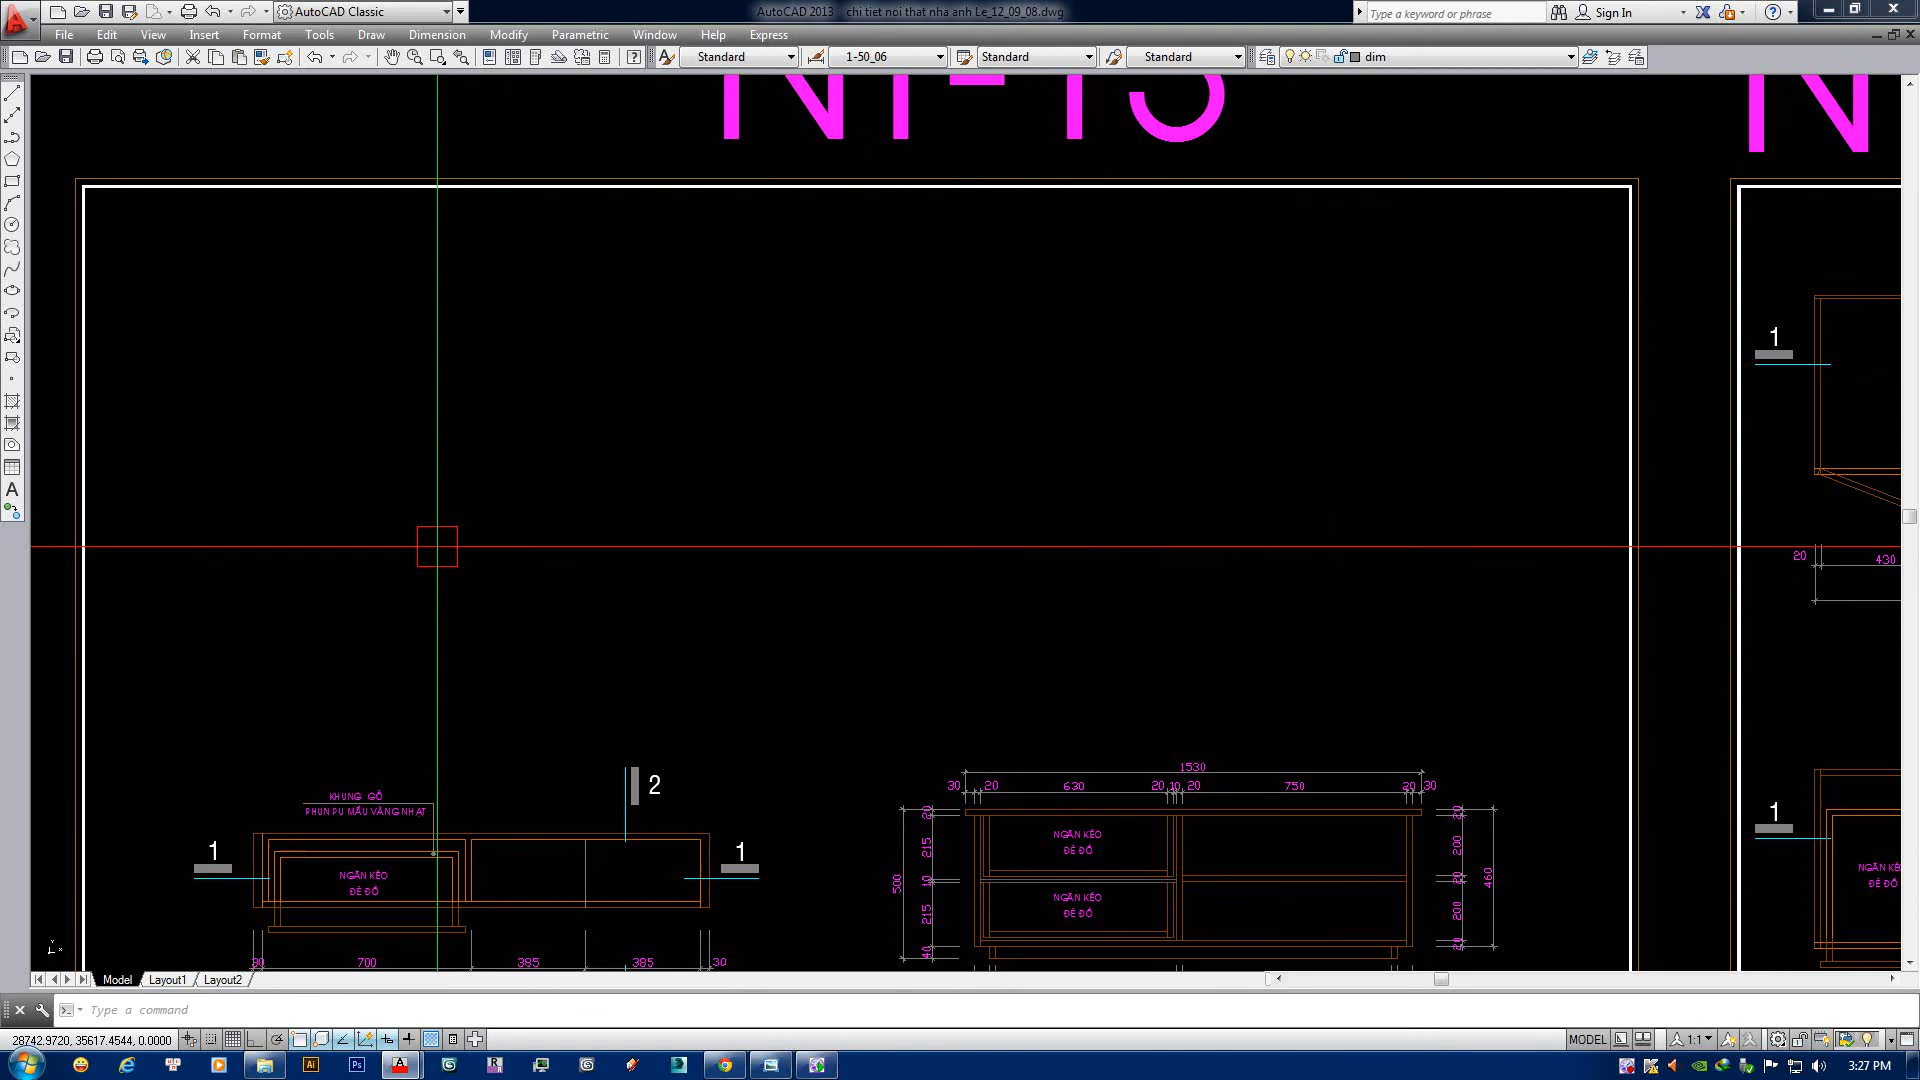 AutoCAD Classic
AutoCAD 2013    chi tiet noi that nha anh Le_12_09_08.dwg
Type a keyword or phrase
Sign In
File Edit View Insert Format Tools Draw Dimension Modify Parametric Window Help Express
Standard 1-50_06 Standard Standard dim
1
20 430
1530
30 20 630 20 10 20 750 20 30
KHUNG GỖ
PHUN PU MẦU VÀNG NHẠT
2
1
1
NGĂN KÉO
ĐỂ ĐỒ
NGĂN KÉO
ĐỂ ĐỒ
NGĂN KÉO
ĐỂ ĐỒ
500
20
215
10
215
40
20
200
20
200
20
460
1
ĐỂ ĐỒ
30 700 385 385 30
Model Layout1 Layout2
Type a command
28742.9720, 35617.4544, 0.0000
MODEL 1:1
3:27 PM